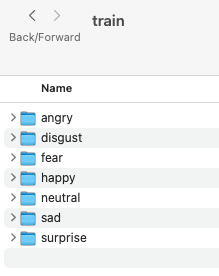 train
Back/Forward
Name
angry
disgust
fear
happy
neutral
sad
surprise